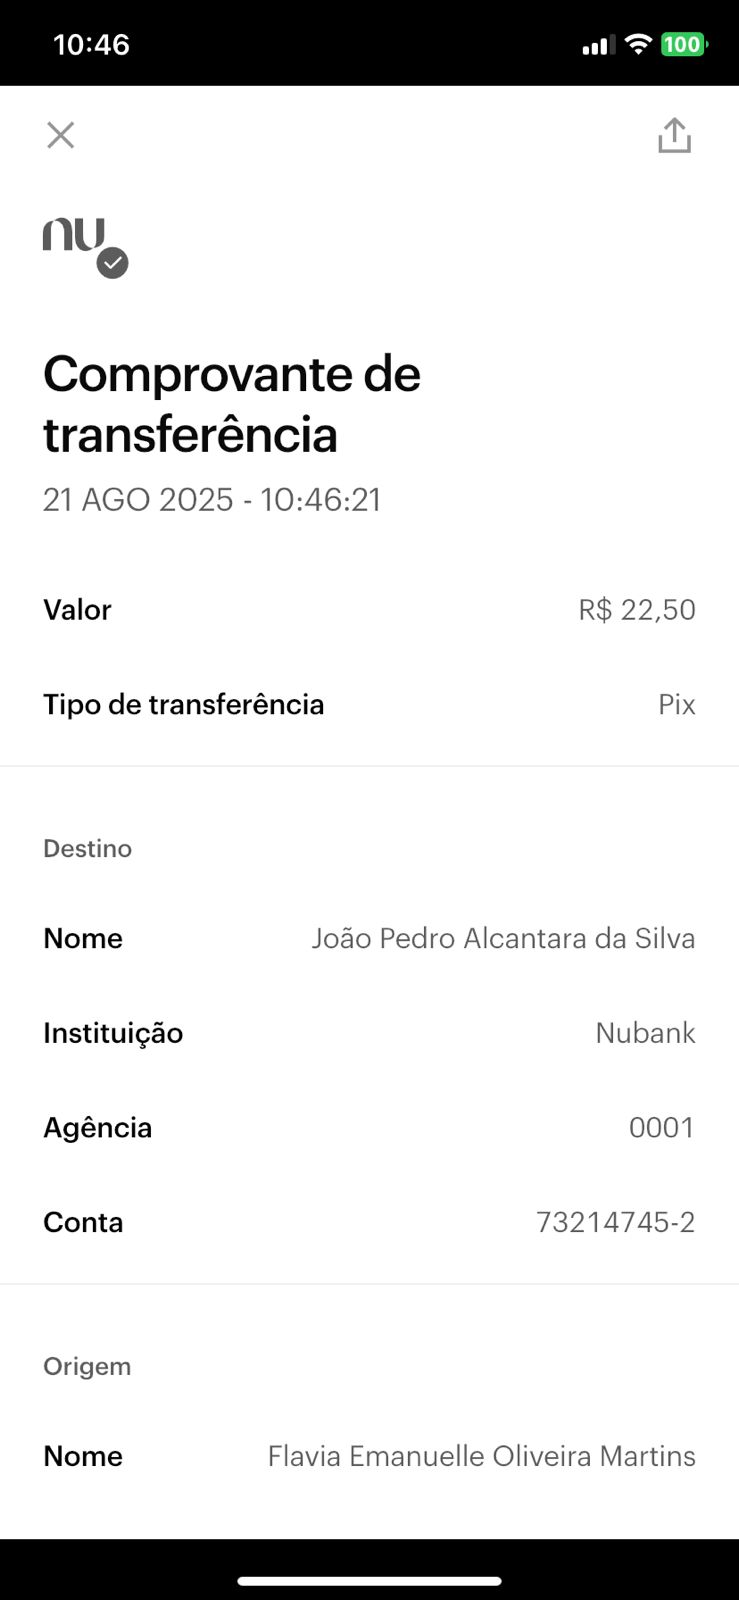 10:46
100
nu
Comprovante de
transferência
21 AGO 2025 - 10:46:21
Valor R$ 22,50
Tipo de transferência Pix
Destino
Nome João Pedro Alcantara da Silva
Instituição Nubank
Agência 0001
Conta 73214745-2
Origem
Nome Flavia Emanuelle Oliveira Martins